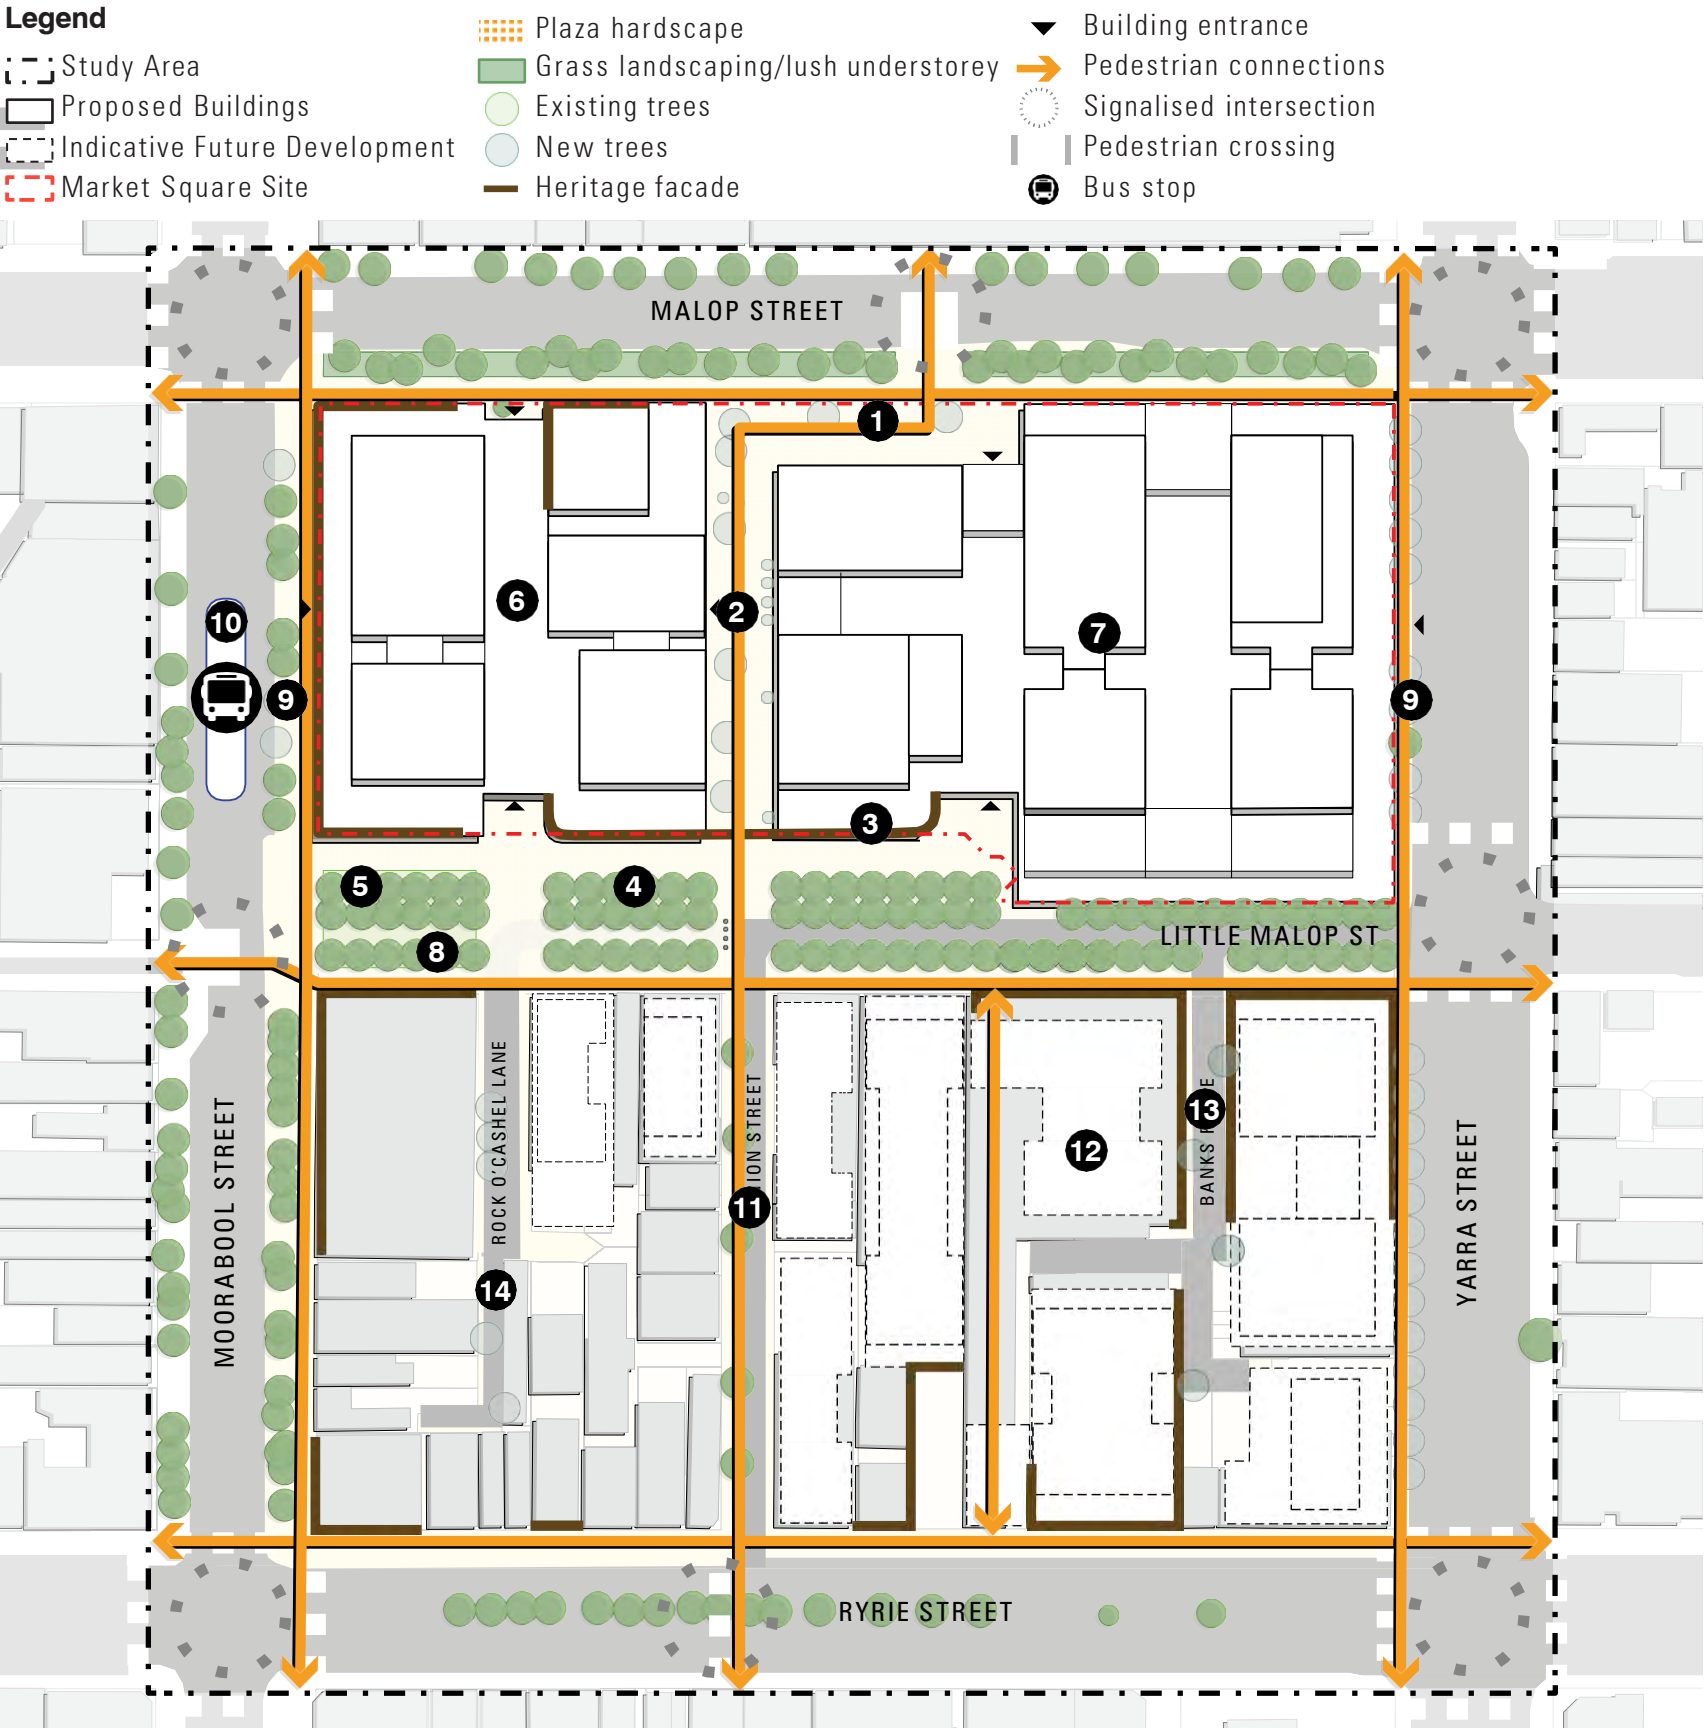 Legend
Study Area
Proposed Buildings
Indicative Future Development
Market Square Site
Plaza hardscape
Grass landscaping/lush understorey
Existing trees
New trees
Heritage facade
Building entrance
Pedestrian connections
Signalised intersection
Pedestrian crossing
Bus stop
MALOP STREET
1
6
2
7
10
9
9
3
5
4
8
LITTLE MALOP ST
MOORABOOL STREET
ROCK O'CASHEL LANE
14
ION STREET
11
12
13
BANKS
YARRA STREET
RYRIE STREET